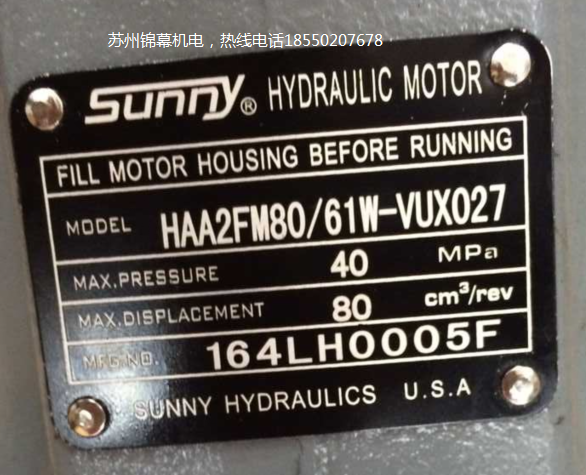 苏州锦幕机电，热线电话18550207678
Sunny® HYDRAULIC MOTOR
FILL MOTOR HOUSING BEFORE RUNNING
MODEL HAA2FM80/61W-VUX027
MAX.PRESSURE 40 MPa
MAX.DISPLACEMENT 80 cm³/rev
MFG.NO. 164LH0005F
SUNNY HYDRAULICS U.S.A